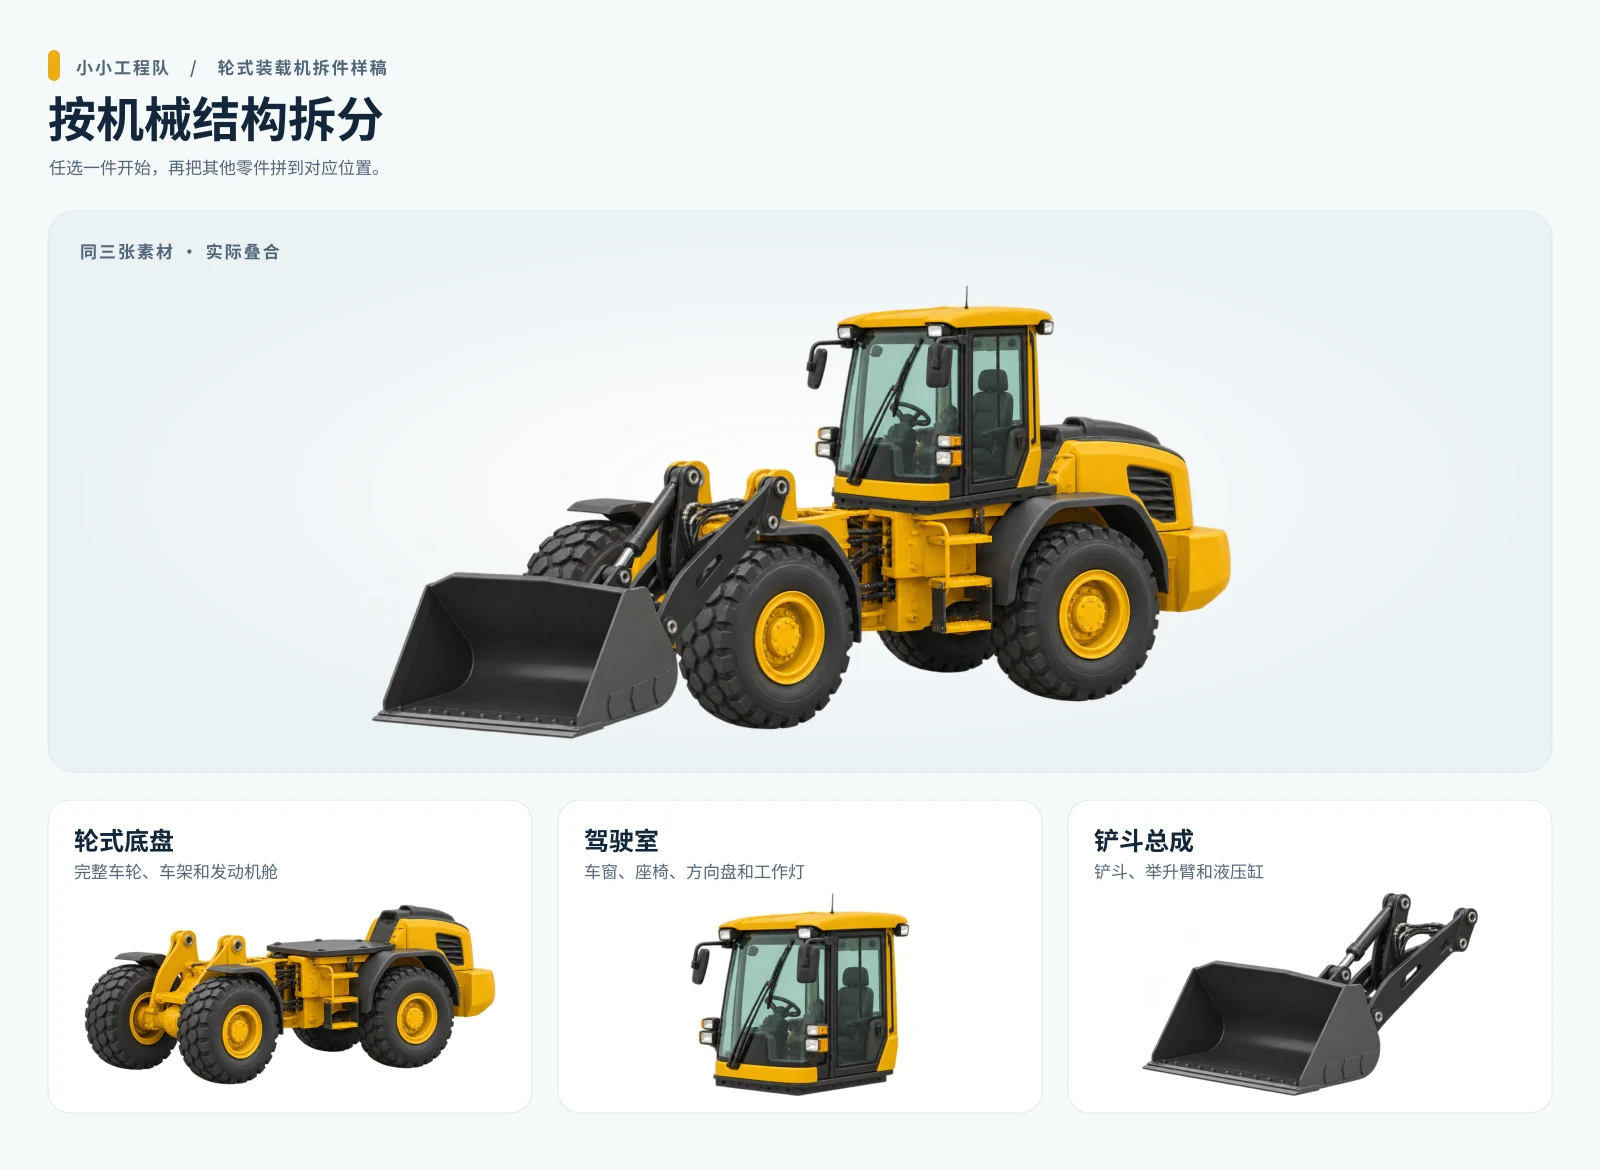 小小工程队 / 轮式装载机拆件样稿
按机械结构拆分
任选一件开始，再把其他零件拼到对应位置。
同三张素材 • 实际叠合
轮式底盘
完整车轮、车架和发动机舱
驾驶室
车窗、座椅、方向盘和工作灯
铲斗总成
铲斗、举升臂和液压缸